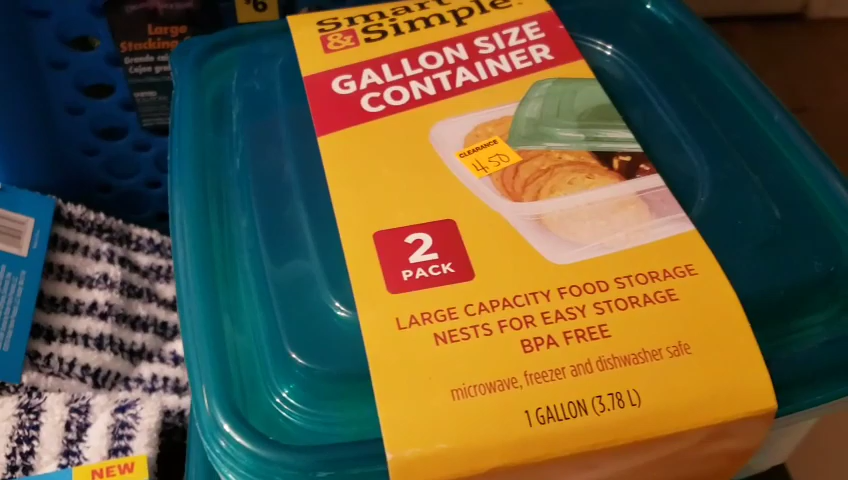 $6
Large
Stacking
Smart
& Simple
GALLON SIZE
CONTAINER
CLEARANCE
4.50
2
PACK
LARGE CAPACITY FOOD STORAGE
NESTS FOR EASY STORAGE
BPA FREE
microwave, freezer and dishwasher safe
1 GALLON (3.78 L)
NEW